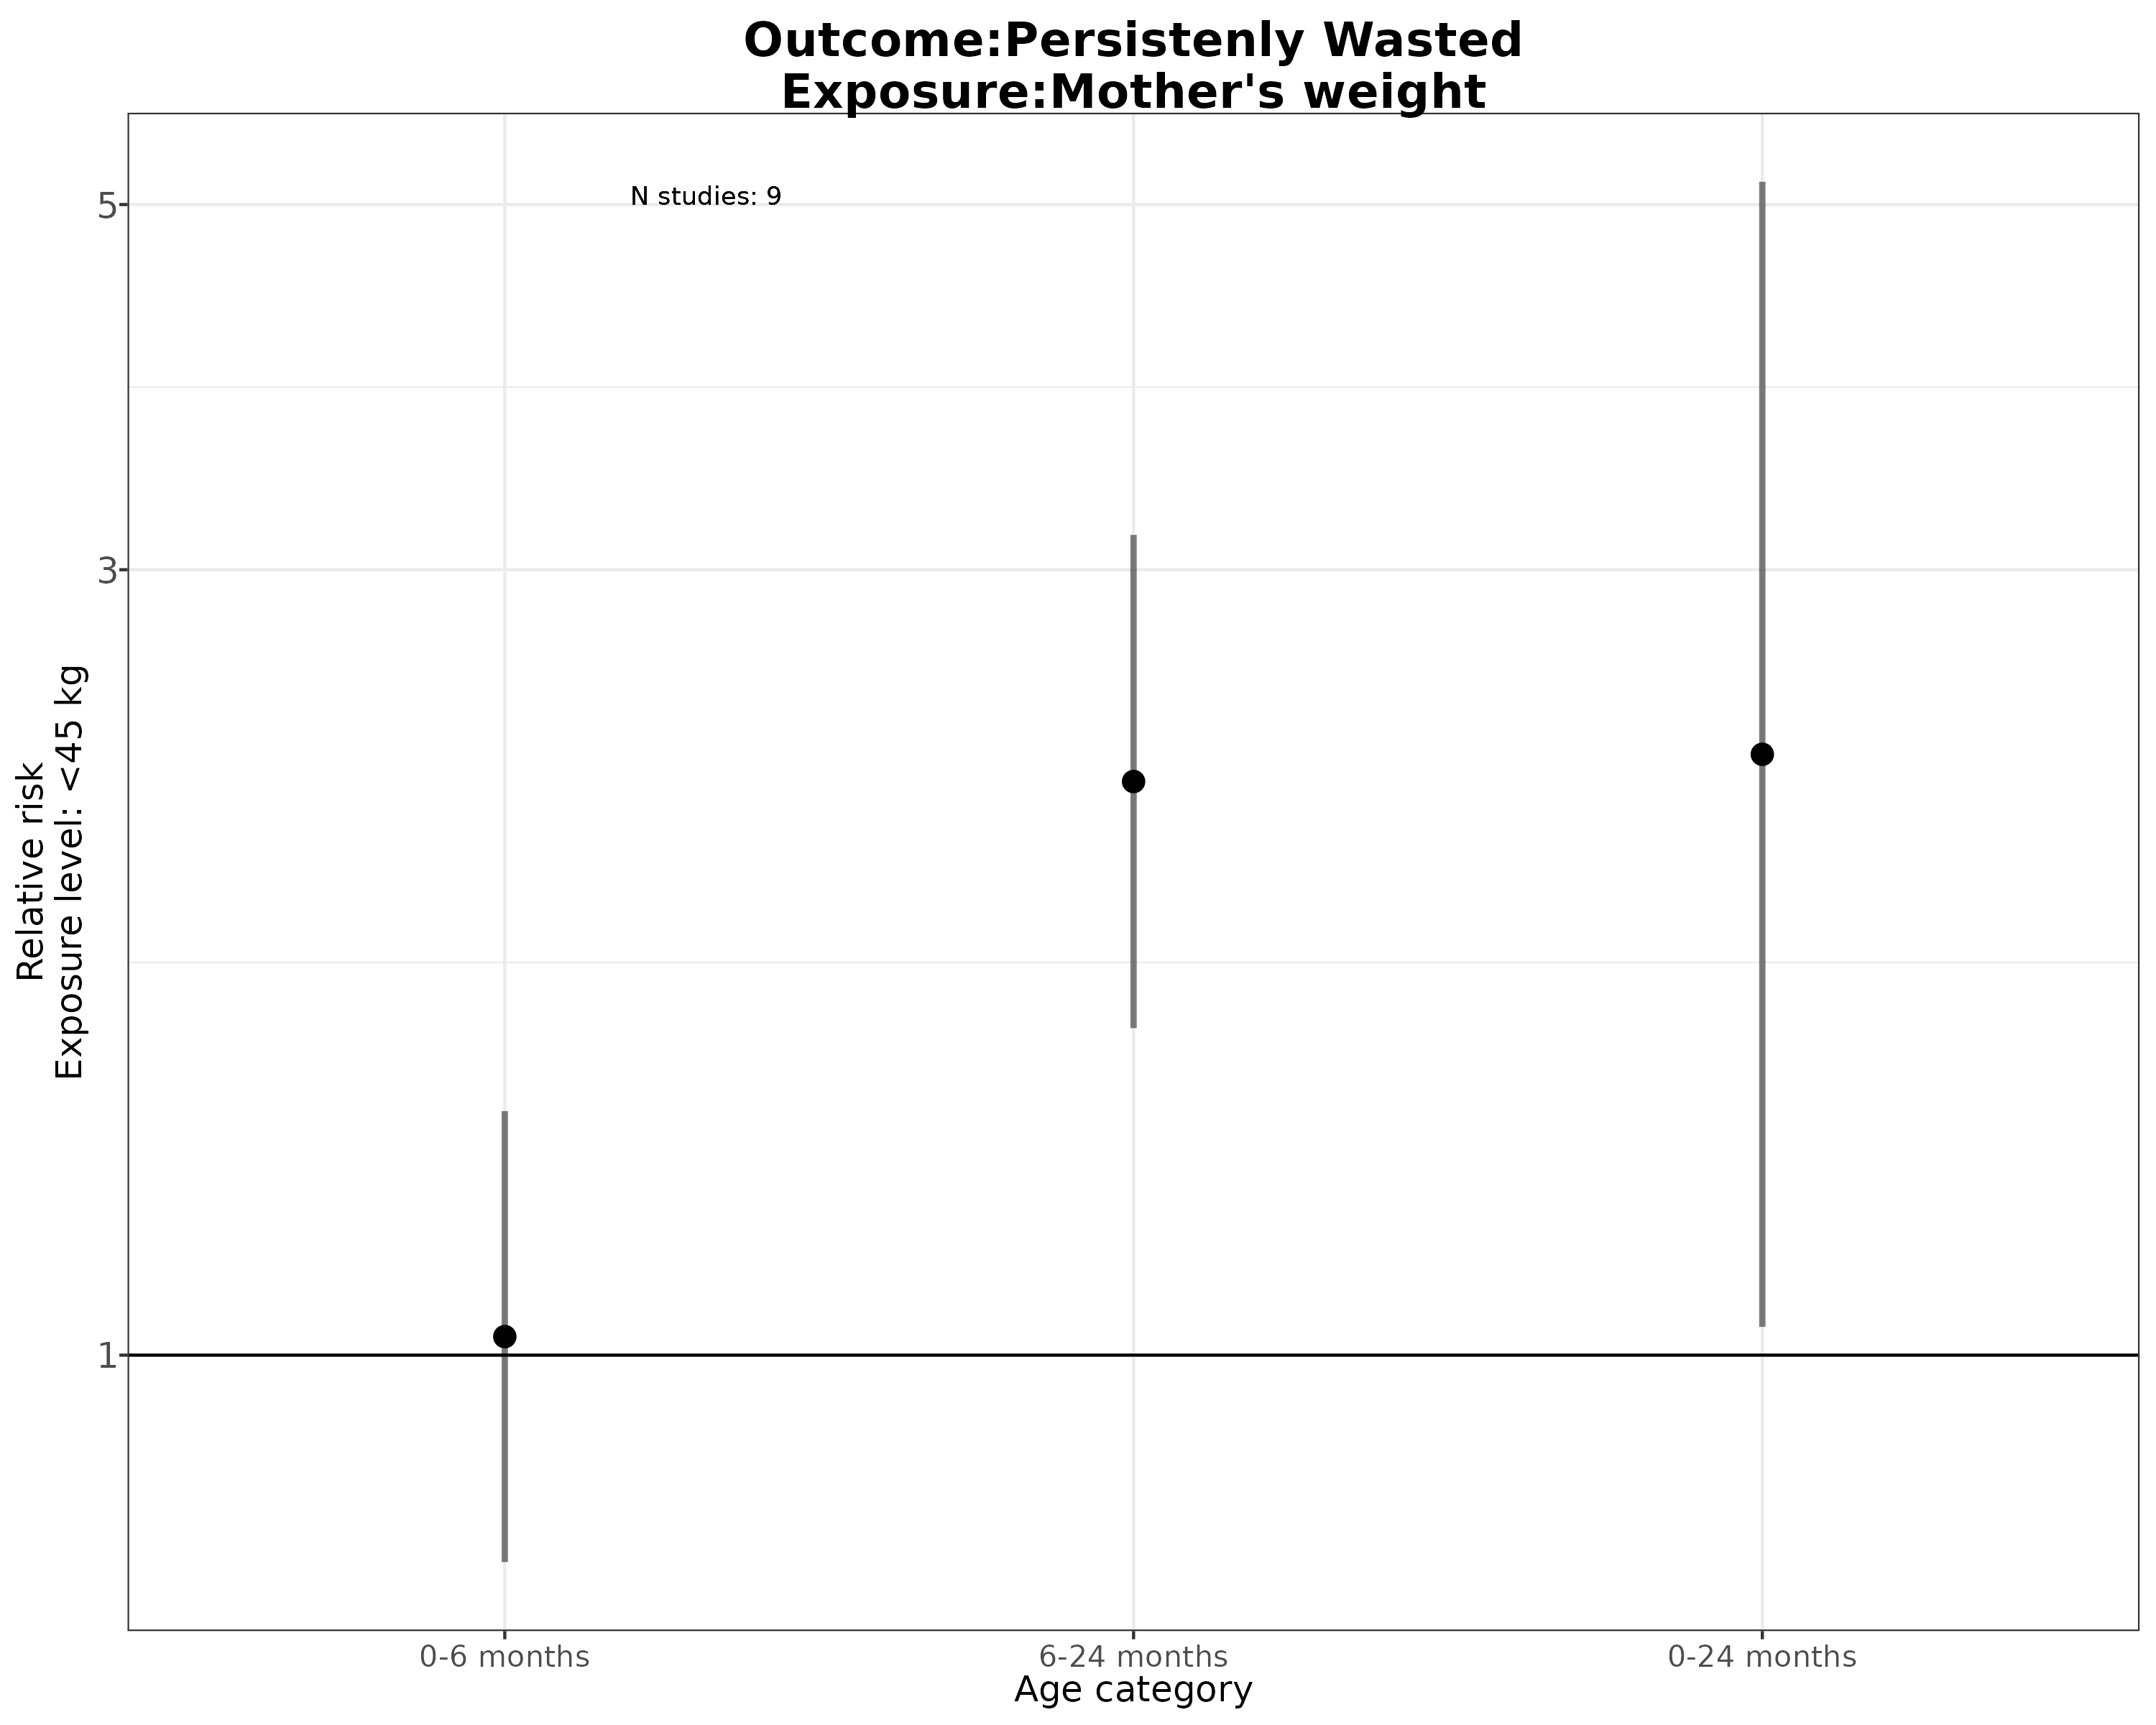 Outcome:Persistenly Wasted
Exposure:Mother's weight
N studies: 9
5
3
1
Relative risk
Exposure level: <45 kg
0-6 months
6-24 months
0-24 months
Age category